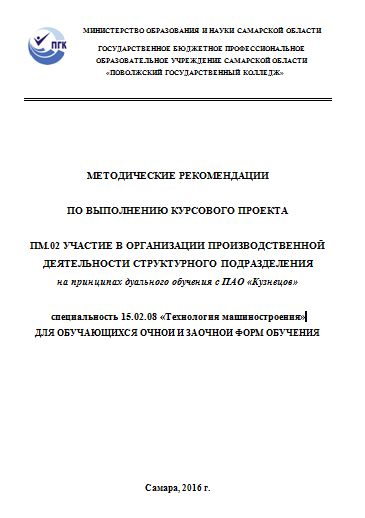 МИНИСТЕРСТВО ОБРАЗОВАНИЯ И НАУКИ САМАРСКОЙ ОБЛАСТИ
ПГК
ГОСУДАРСТВЕННОЕ БЮДЖЕТНОЕ ПРОФЕССИОНАЛЬНОЕ
ОБРАЗОВАТЕЛЬНОЕ УЧРЕЖДЕНИЕ САМАРСКОЙ ОБЛАСТИ
«ПОВОЛЖСКИЙ ГОСУДАРСТВЕННЫЙ КОЛЛЕДЖ»
МЕТОДИЧЕСКИЕ РЕКОМЕНДАЦИИ
ПО ВЫПОЛНЕНИЮ КУРСОВОГО ПРОЕКТА
ПМ.02 УЧАСТИЕ В ОРГАНИЗАЦИИ ПРОИЗВОДСТВЕННОЙ
ДЕЯТЕЛЬНОСТИ СТРУКТУРНОГО ПОДРАЗДЕЛЕНИЯ
на принципах дуального обучения с ПАО «Кузнецов»
специальность 15.02.08 «Технология машиностроения»
ДЛЯ ОБУЧАЮЩИХСЯ ОЧНОЙ И ЗАОЧНОЙ ФОРМ ОБУЧЕНИЯ
Самара, 2016 г.